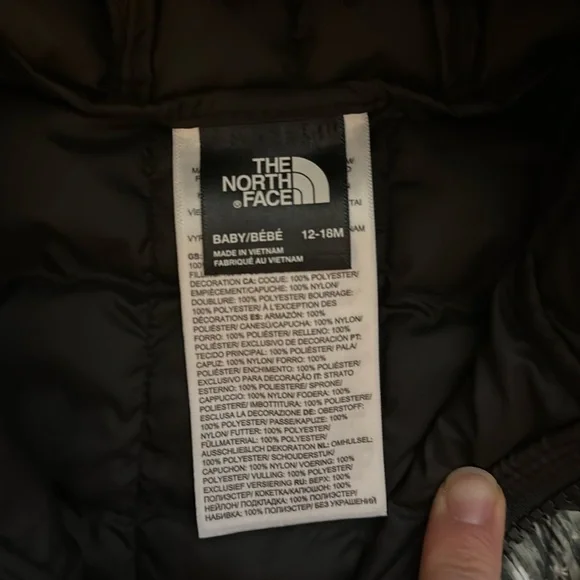 THE
NORTH
®FACE
BABY/BÉBÉ 12-18M
MADE IN VIETNAM
FABRIQUÉ AU VIETNAM
GS:
100%
FILL
DECORATION CA: COQUE: 100% POLYESTER/
EMPIÈCEMENT/CAPUCHE: 100% NYLON/
DOUBLURE: 100% POLYESTER/ BOURRAGE:
100% POLYESTER/ À L'EXCEPTION DES
DÉCORATIONS ES: ARMAZÓN: 100%
POLIÉSTER/ CANESÚ/CAPUCHA: 100% NYLON/
FORRO: 100% POLIÉSTER/ RELLENO: 100%
POLIÉSTER/ EXCLUSIVO DE DECORACIÓN PT:
TECIDO PRINCIPAL: 100% POLIÉSTER/ PALA/
CAPUZ: 100% NYLON/ FORRO: 100%
POLIÉSTER/ ENCHIMENTO: 100% POLIÉSTER/
EXCLUSIVO PARA DECORAÇÃO IT: STRATO
ESTERNO: 100% POLIESTERE/ SPRONE/
CAPPUCCIO: 100% NYLON/ FODERA: 100%
POLIESTERE/ IMBOTTITURA: 100% POLIESTERE/
ESCLUSA LA DECORAZIONE DE: OBERSTOFF:
100% POLYESTER/ PASSE/KAPUZE: 100%
NYLON/ FUTTER: 100% POLYESTER/
FÜLLMATERIAL: 100% POLYESTER/
AUSSCHLIESLICH DEKORATION NL: OMHULSEL:
100% POLYESTER/ SCHOUDERSTUK/
CAPUCHON: 100% NYLON/ VOERING: 100%
POLYESTER/ VULLING: 100% POLYESTER/
EXCLUSIEF VERSIERING RU: ВЕРХ: 100%
ПОЛИЭСТЕР/ КОКЕТКА/КАПЮШОН: 100%
НЕЙЛОН/ ПОДКЛАДКА: 100% ПОЛИЭСТЕР/
НАБИВКА: 100% ПОЛИЭСТЕР/ БЕЗ УКРАШЕНИЙ